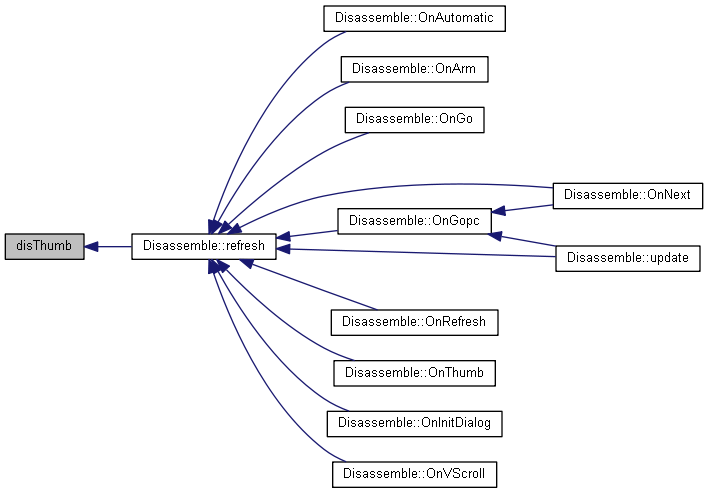 Disassemble::OnAutomatic
Disassemble::OnArm
Disassemble::OnGo
Disassemble::OnNext
Disassemble::OnGopc
disThumb
Disassemble::refresh
Disassemble::update
Disassemble::OnRefresh
Disassemble::OnThumb
Disassemble::OnInitDialog
Disassemble::OnVScroll